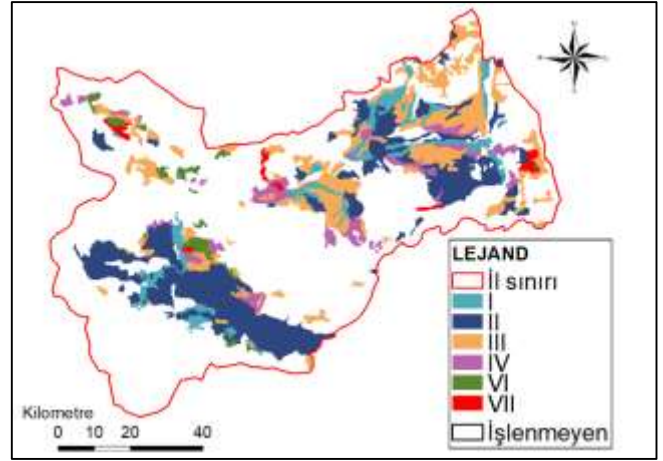 LEJAND
İl sınırı
I
II
III
IV
VI
VII
İşlenmeyen
Kilometre
0 10 20 40